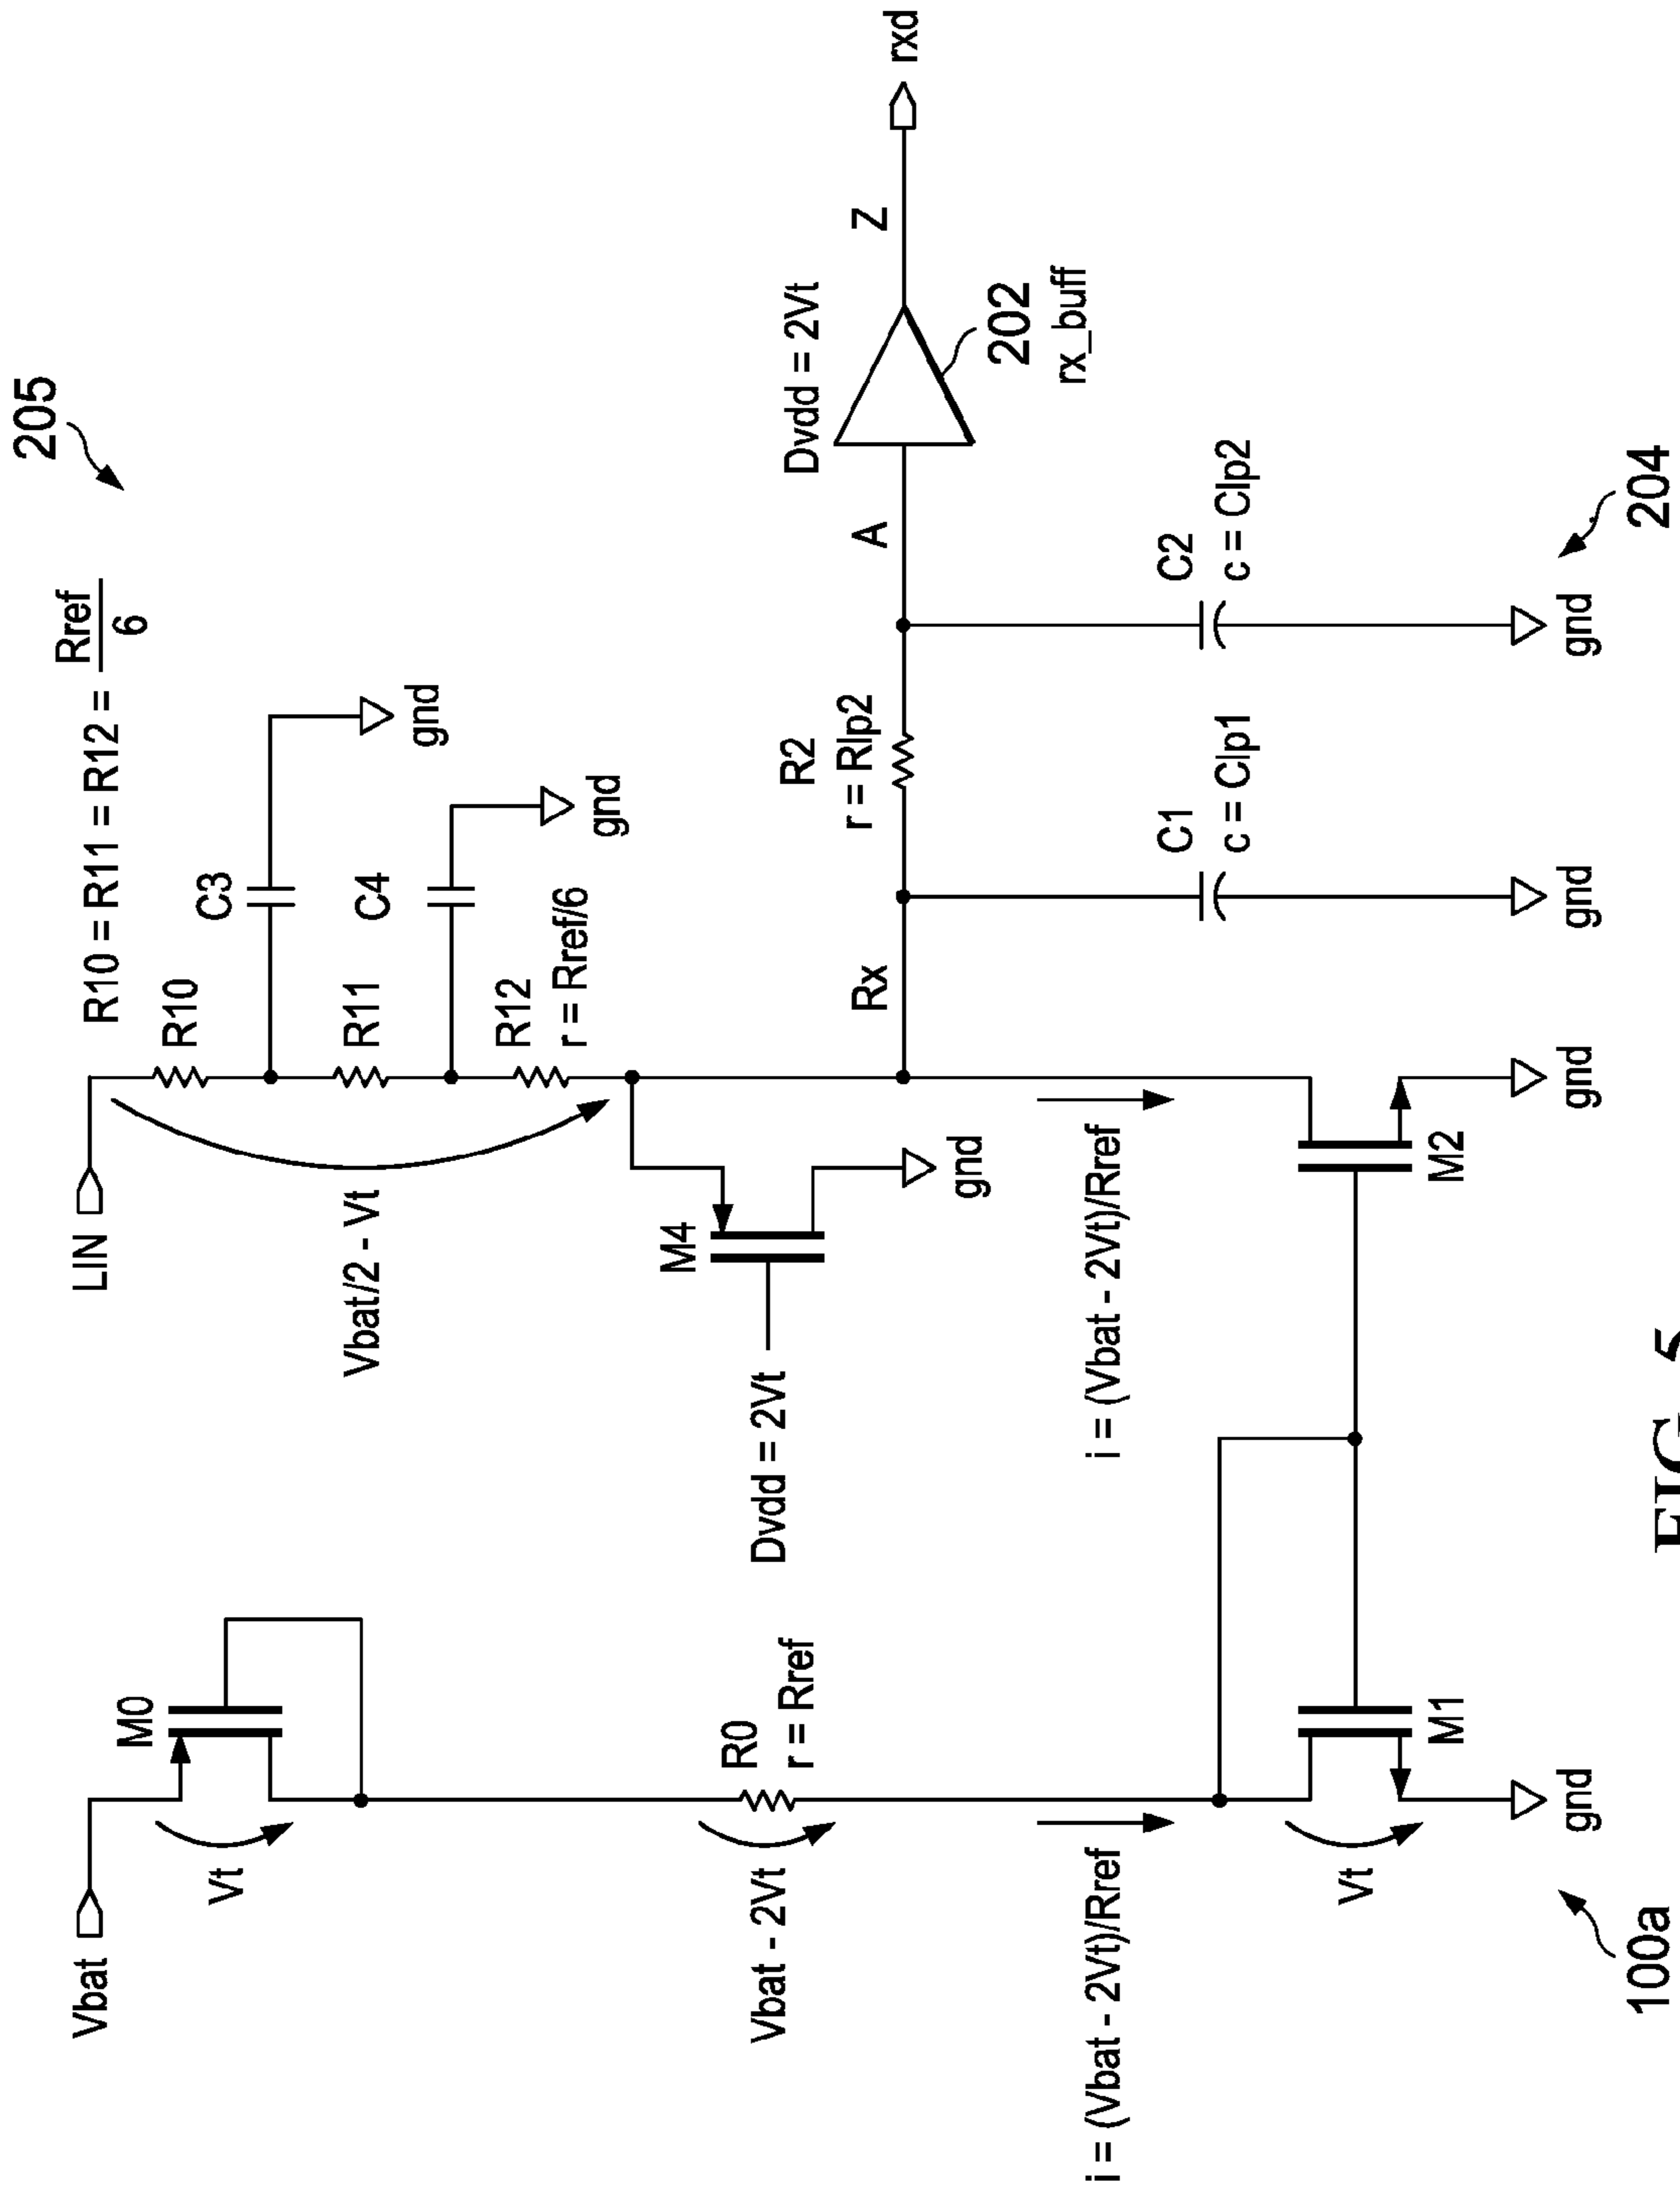 205
R10 = R11 = R12 = Rref
6
Vbat
M0
Vt
LIN
R10
C3
gnd
Vbat/2 - Vt
R11
C4
gnd
R12
r = Rref/6
M4
gnd
Dvdd = 2Vt
R0
r = Rref
Vbat - 2Vt
Rx
R2
r = Rlp2
A
Dvdd = 2Vt
Z
rxd
202
rx_buff
i = (Vbat - 2Vt)/Rref
i = (Vbat - 2Vt)/Rref
C1
c = Clp1
C2
c = Clp2
Vt
M1
M2
gnd
gnd
gnd
gnd
100a
204
FIG. 5